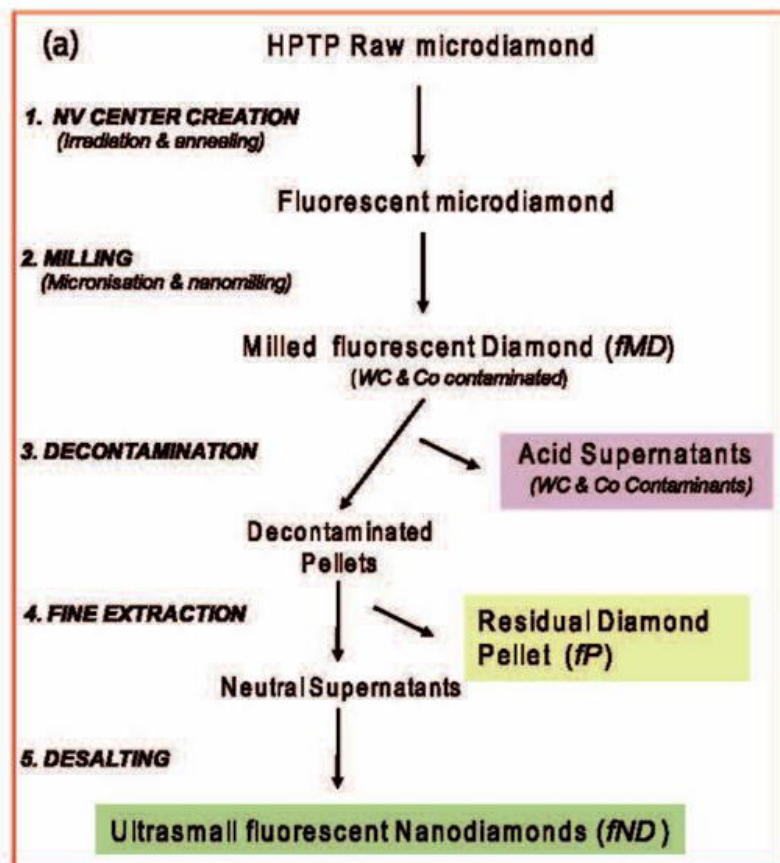 (a)
HPTP Raw microdiamond
1. NV CENTER CREATION
(Irradiation & annealing)
Fluorescent microdiamond
2. MILLING
(Micronisation & nanomilling)
Milled fluorescent Diamond (fMD)
(WC & Co contaminated)
3. DECONTAMINATION
Acid Supernatants
(WC & Co Contaminants)
Decontaminated
Pellets
4. FINE EXTRACTION
Residual Diamond
Pellet (fP)
Neutral Supernatants
5. DESALTING
Ultrasmall fluorescent Nanodiamonds (fND)